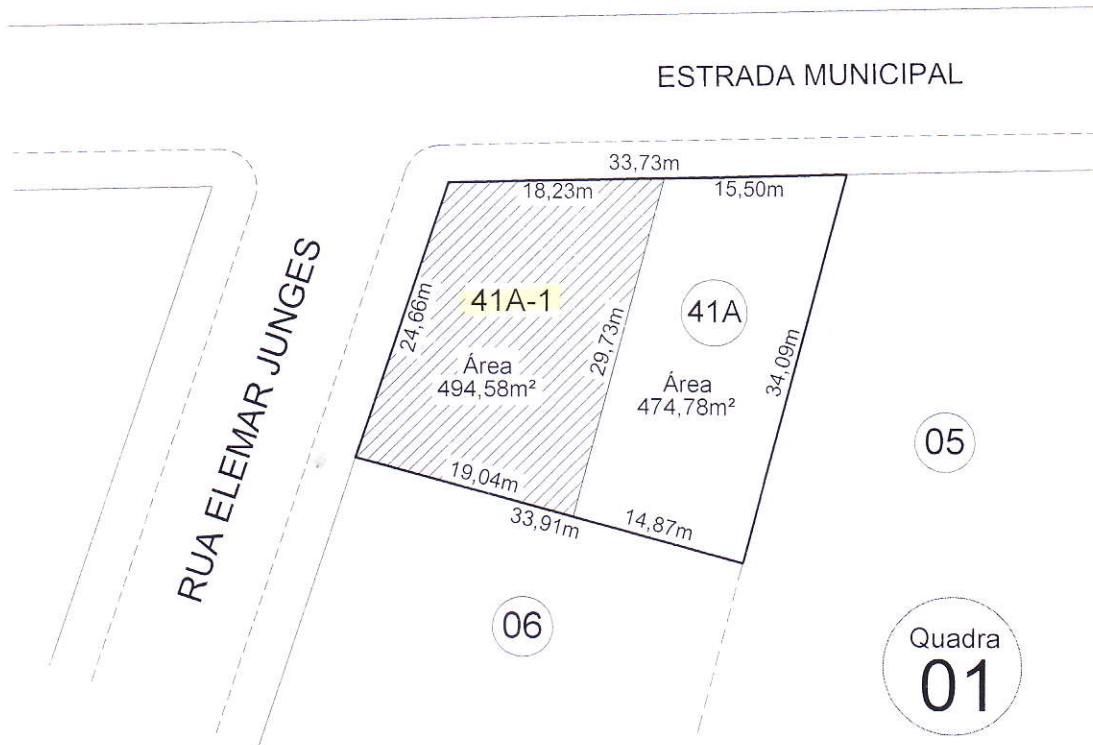 ESTRADA MUNICIPAL
33,73m
18,23m
15,50m
RUA ELEMAR JUNGES
24,66m
41A-1
Área
494,58m²
29,73m
41A
Área
474,78m²
34,09m
19,04m
33,91m
14,87m
05
06
Quadra
01